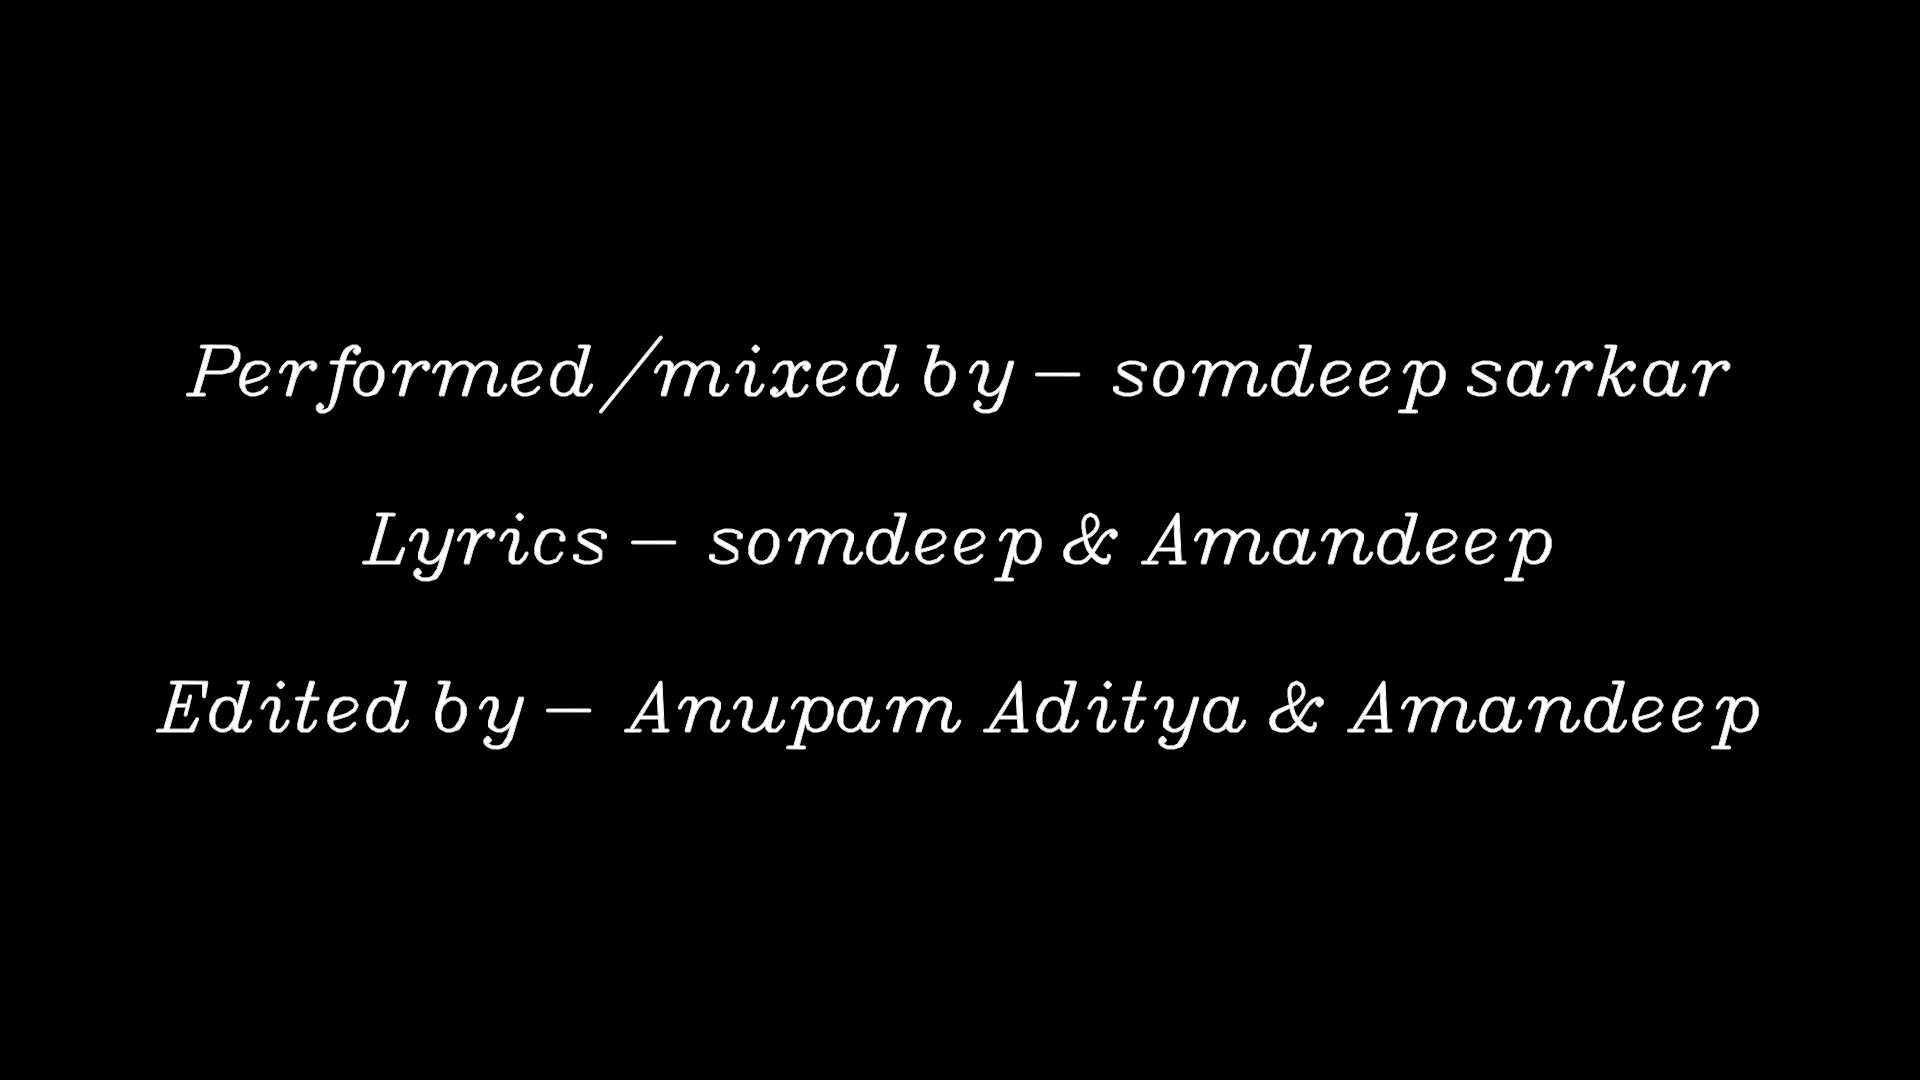 Performed/mixed by - somdeep sarkar
Lyrics - somdeep & Amandeep
Edited by - Anupam Aditya & Amandeep